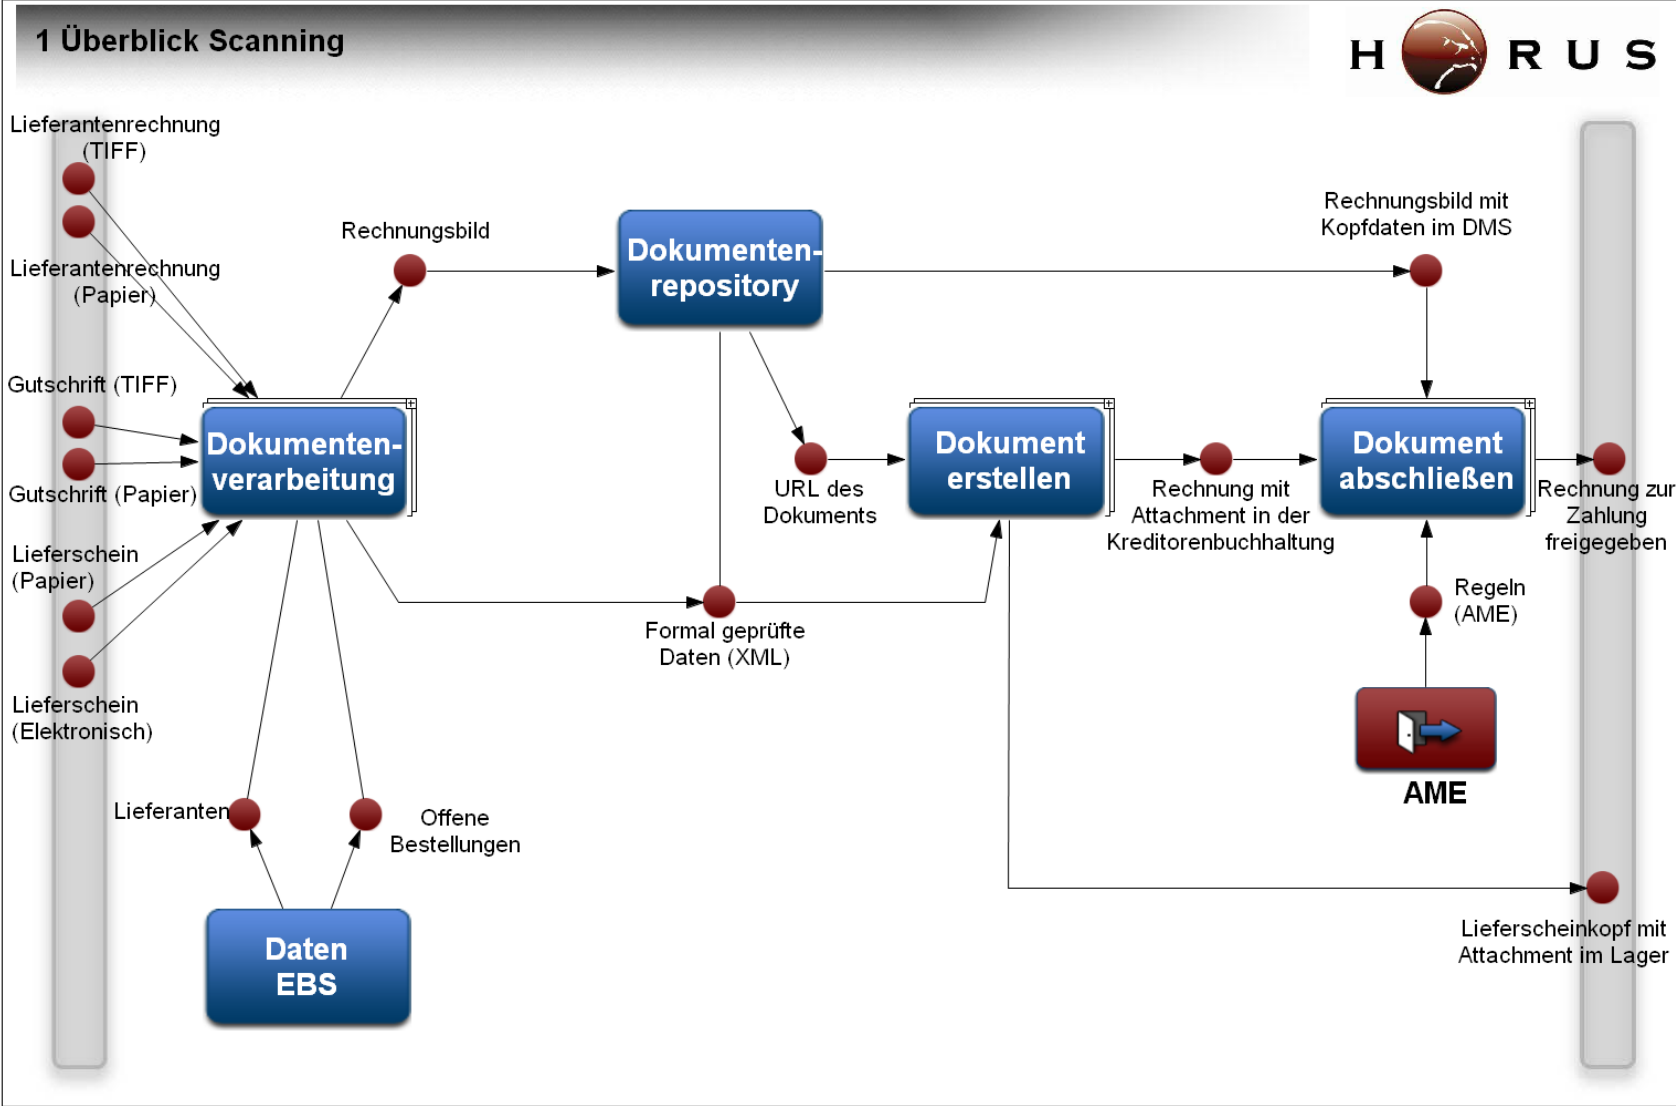 1 Überblick Scanning
H RUS
Lieferantenrechnung
(TIFF)
Lieferantenrechnung
(Papier)
Gutschrift (TIFF)
Gutschrift (Papier)
Lieferschein
(Papier)
Lieferschein
(Elektronisch)
Dokumenten-
verarbeitung
Rechnungsbild
Dokumenten-
repository
Rechnungsbild mit
Kopfdaten im DMS
URL des
Dokuments
Dokument
erstellen
Rechnung mit
Attachment in der
Kreditorenbuchhaltung
Dokument
abschließen
Rechnung zur
Zahlung
freigegeben
Formal geprüfte
Daten (XML)
Regeln
(AME)
AME
Lieferanten
Offene
Bestellungen
Daten
EBS
Lieferscheinkopf mit
Attachment im Lager